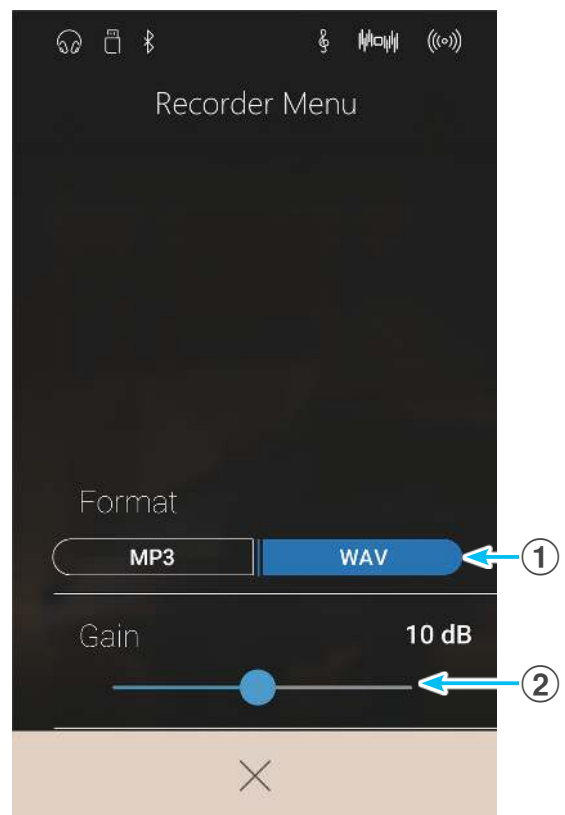 Recorder Menu
Format
MP3 WAV ①
Gain 10 dB
②